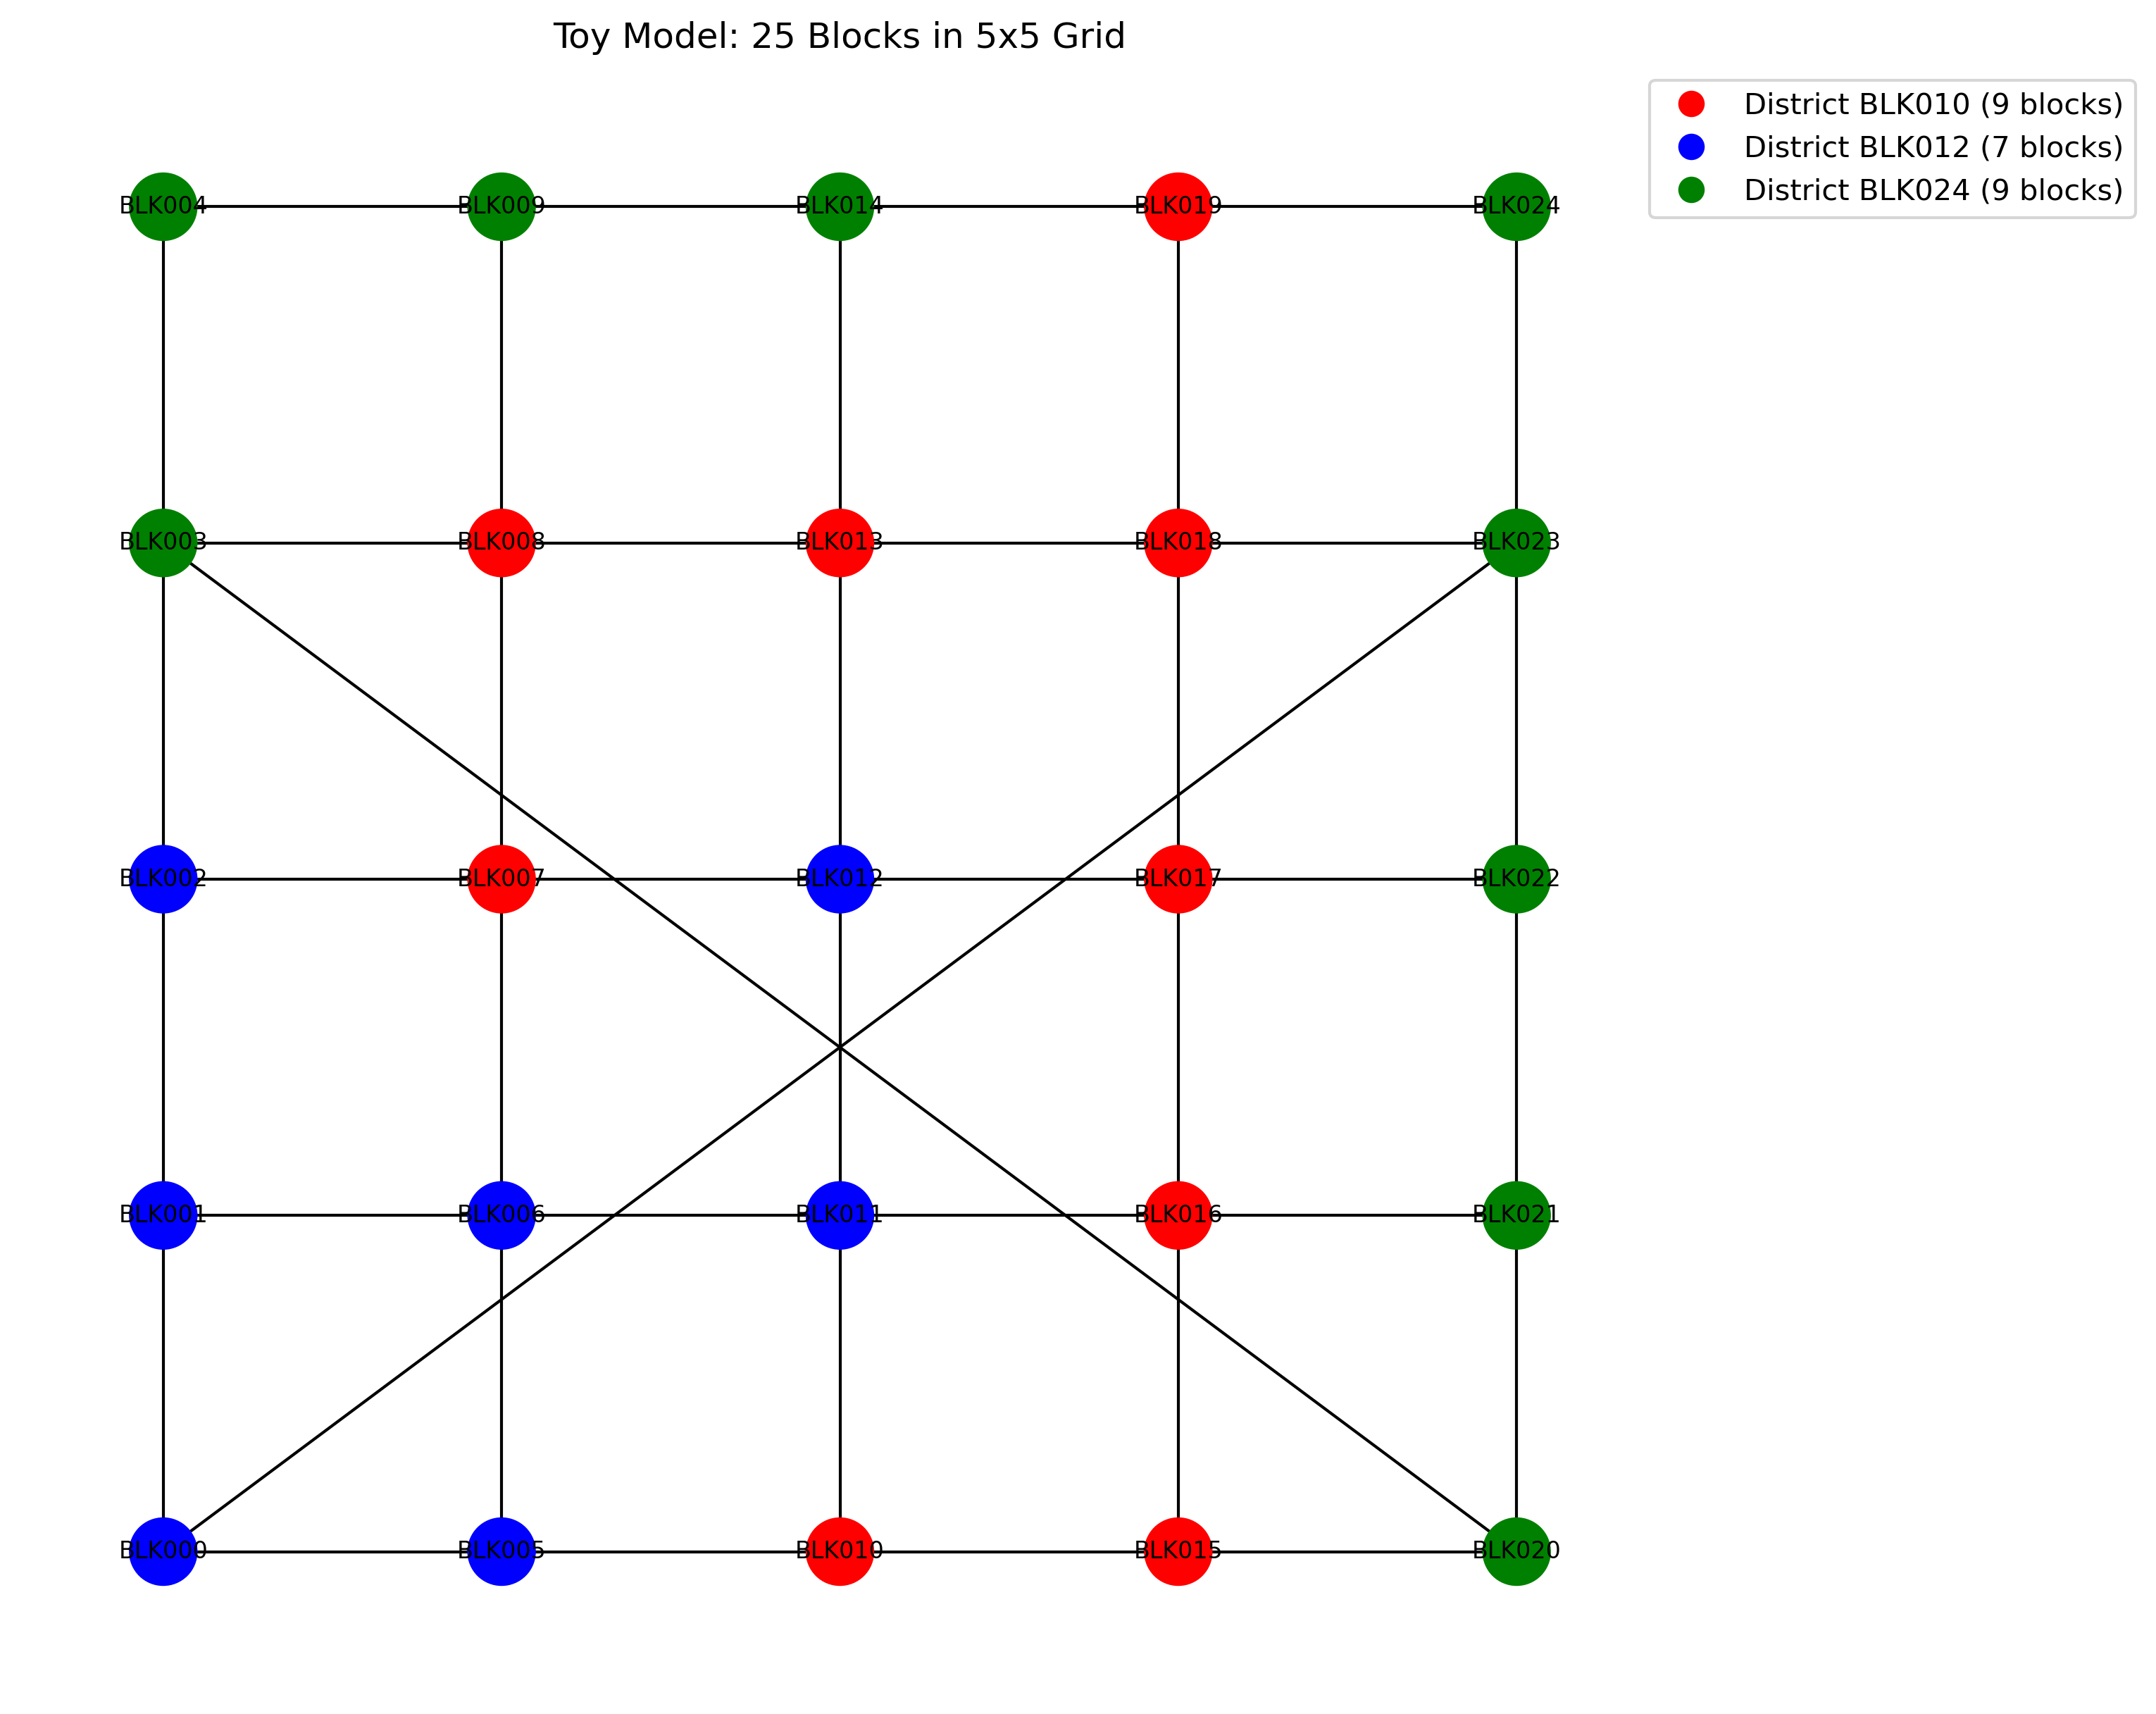 Toy Model: 25 Blocks in 5x5 Grid
District BLK010 (9 blocks)
District BLK012 (7 blocks)
District BLK024 (9 blocks)
BLK004 BLK009 BLK014 BLK019 BLK024
BLK003 BLK008 BLK013 BLK018 BLK023
BLK002 BLK007 BLK012 BLK017 BLK022
BLK001 BLK006 BLK011 BLK016 BLK021
BLK000 BLK005 BLK010 BLK015 BLK020